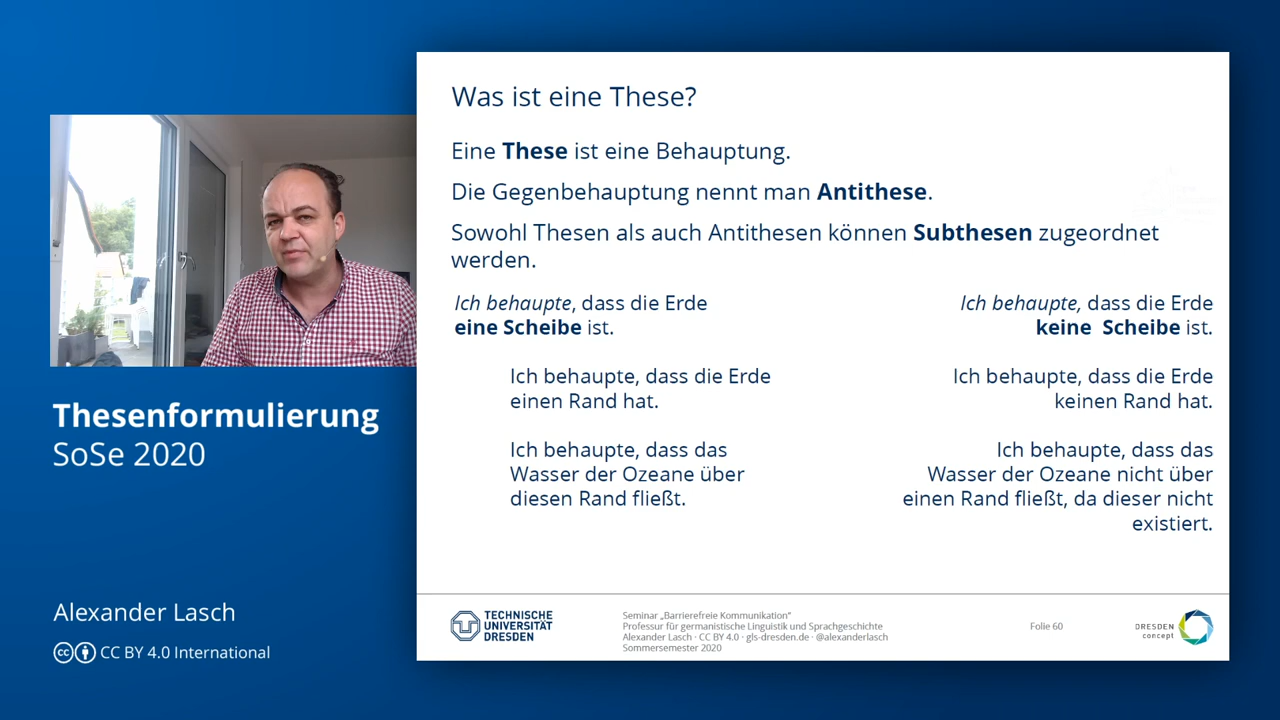 Was ist eine These?
Eine These ist eine Behauptung.
Die Gegenbehauptung nennt man Antithese.
Sowohl Thesen als auch Antithesen können Subthesen zugeordnet
werden.
Ich behaupte, dass die Erde
eine Scheibe ist.
Ich behaupte, dass die Erde
einen Rand hat.
Ich behaupte, dass das
Wasser der Ozeane über
diesen Rand fließt.
Ich behaupte, dass die Erde
keine Scheibe ist.
Ich behaupte, dass die Erde
keinen Rand hat.
Ich behaupte, dass das
Wasser der Ozeane nicht über
einen Rand fließt, da dieser nicht
existiert.
Thesenformulierung
SoSe 2020
Alexander Lasch
CC BY 4.0 International
TECHNISCHE
UNIVERSITÄT
DRESDEN
Seminar „Barrierefreie Kommunikation“
Professur für germanistische Linguistik und Sprachgeschichte
Alexander Lasch · CC BY 4.0 · gls-dresden.de · @alexanderlasch
Sommersemester 2020
Folie 60
DRESDEN
concept